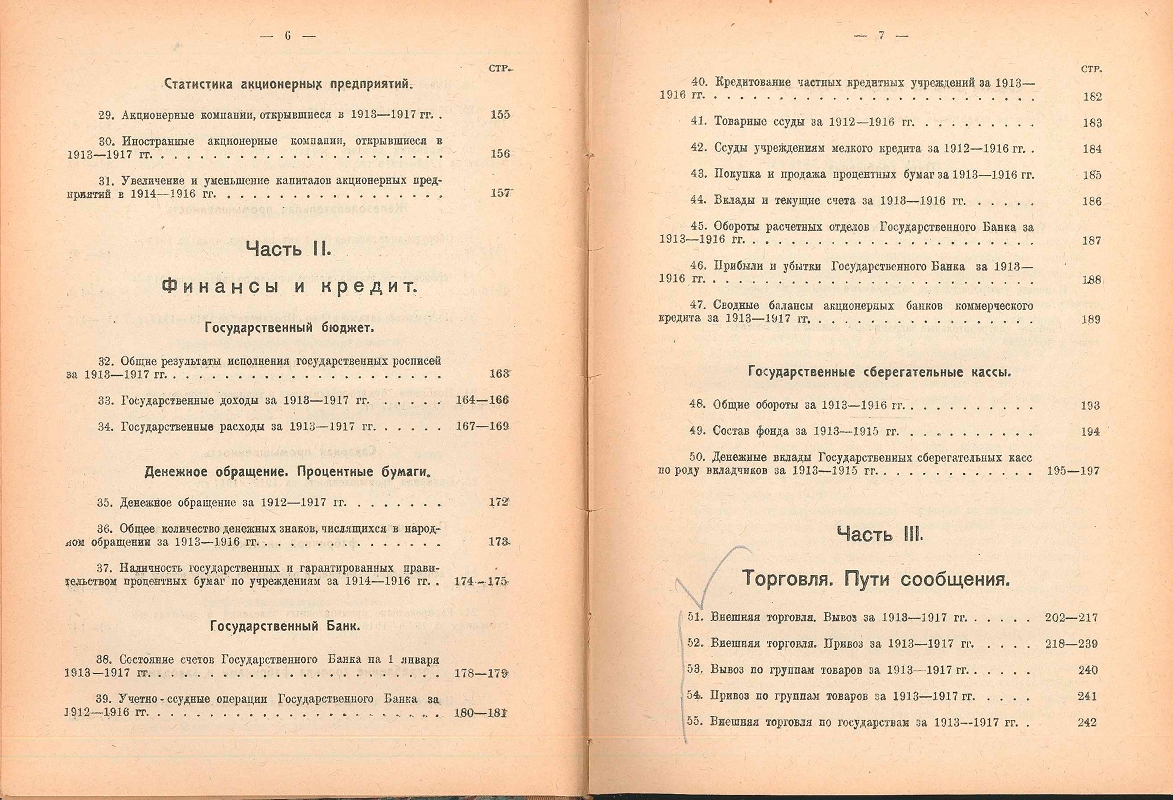 — 6 —
СТР.
Статистика акционерных предприятий.
29. Акционерные компании, открывшиеся в 1913—1917 гг. . 155
30. Иностранные акционерные компании, открывшиеся в
1913—1917 гг. . . . . . . . . . . . . . . . . . . . . . 156
31. Увеличение и уменьшение капиталов акционерных пред-
приятий в 1914—1916 гг. . . . . . . . . . . . . . . . . . 157
Часть II.
Финансы и кредит.
Государственный бюджет.
32. Общие результаты исполнения государственных росписей
за 1913—1917 гг. . . . . . . . . . . . . . . . . . . . . 163
33. Государственные доходы за 1913—1917 гг. . . . . . . 164—166
34. Государственные расходы за 1913—1917 гг. . . . . . 167—169
Денежное обращение. Процентные бумаги.
35. Денежное обращение за 1912—1917 гг. . . . . . . . 172
36. Общее количество денежных знаков, числящихся в народ-
ном обращении за 1913—1916 гг. . . . . . . . . . . . . . . 173
37. Наличность государственных и гарантированных прави-
тельством процентных бумаг по учреждениям за 1914—1916 гг. . 174—175
Государственный Банк.
38. Состояние счетов Государственного Банка на 1 января
1913—1917 гг. . . . . . . . . . . . . . . . . . . . . . 178—179
39. Учетно-ссудные операции Государственного Банка за
1912—1916 гг. . . . . . . . . . . . . . . . . . . . . . 180—181
— 7 —
СТР.
40. Кредитование частных кредитных учреждений за 1913—
1916 гг. . . . . . . . . . . . . . . . . . . . . . . . . 182
41. Товарные ссуды за 1912—1916 гг. . . . . . . . . . 183
42. Ссуды учреждениям мелкого кредита за 1912—1916 гг. . 184
43. Покупка и продажа процентных бумаг за 1913—1916 гг. 185
44. Вклады и текущие счета за 1913—1916 гг. . . . . . 186
45. Обороты расчетных отделов Государственного Банка за
1913—1916 гг. . . . . . . . . . . . . . . . . . . . . . 187
46. Прибыли и убытки Государственного Банка за 1913—
1916 гг. . . . . . . . . . . . . . . . . . . . . . . . . 188
47. Сводные балансы акционерных банков коммерческого
кредита за 1913—1917 гг. . . . . . . . . . . . . . . . . 189
Государственные сберегательные кассы.
48. Общие обороты за 1913—1916 гг. . . . . . . . . . . 193
49. Состав фонда за 1913—1915 гг. . . . . . . . . . . 194
50. Денежные вклады Государственных сберегательных касс
по роду вкладчиков за 1913—1915 гг. . . . . . . . . . . . . 195—197
Часть III.
Торговля. Пути сообщения.
51. Внешняя торговля. Вывоз за 1913—1917 гг. . . . . . 202—217
52. Внешняя торговля. Привоз за 1913—1917 гг. . . . . 218—239
53. Вывоз по группам товаров за 1913—1917 гг. . . . . . 240
54. Привоз по группам товаров за 1913—1917 гг. . . . . 241
55. Внешняя торговля по государствам за 1913—1917 гг. . 242